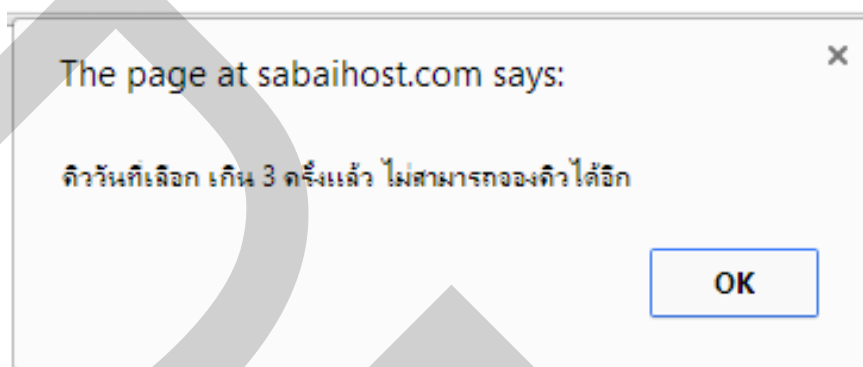 The page at sabaihost.com says:
คิววันที่เลือก เกิน 3 ครั้งแล้ว ไม่สามารถจองคิวได้อีก
OK